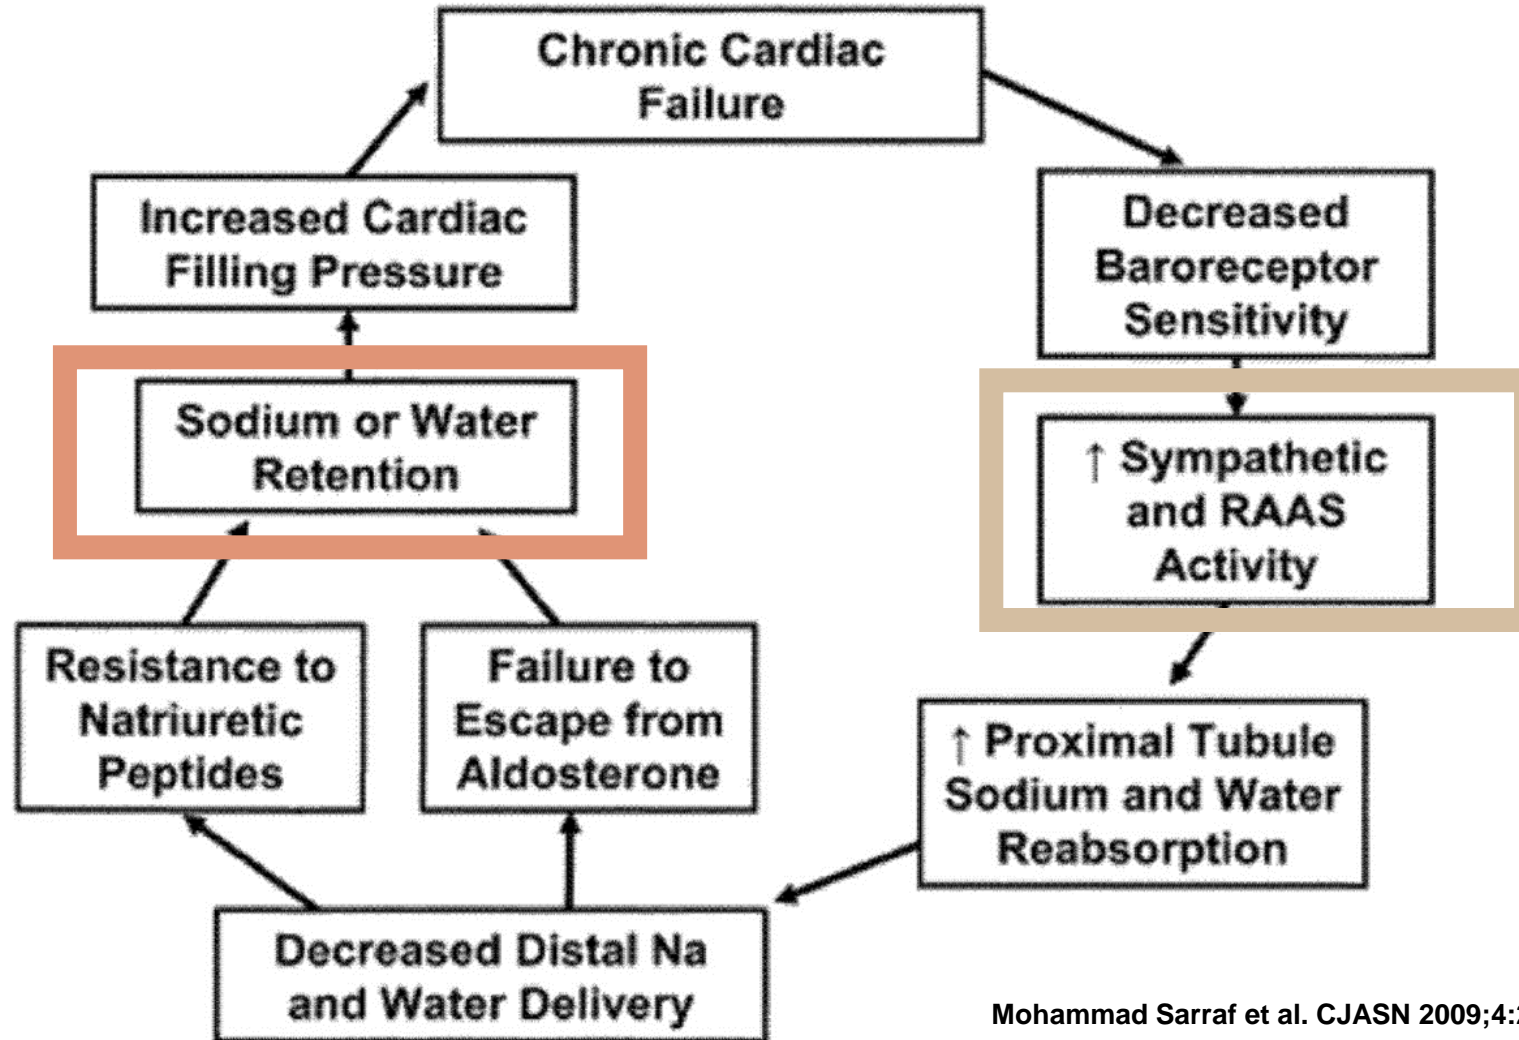 Chronic Cardiac
Failure
Increased Cardiac
Filling Pressure
Decreased
Baroreceptor
Sensitivity
Sodium or Water
Retention
↑ Sympathetic
and RAAS
Activity
Resistance to
Natriuretic
Peptides
Failure to
Escape from
Aldosterone
↑ Proximal Tubule
Sodium and Water
Reabsorption
Decreased Distal Na
and Water Delivery
Mohammad Sarraf et al. CJASN 2009;4: